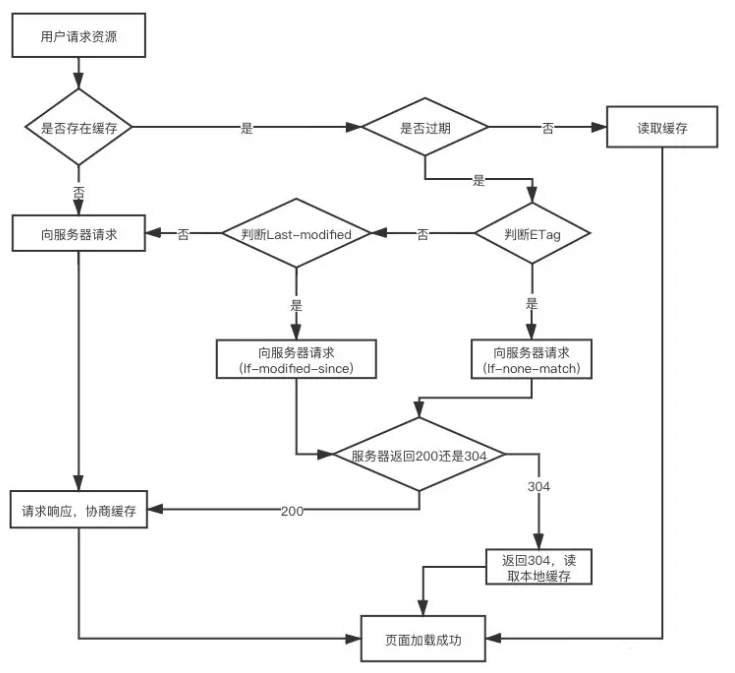 用户请求资源
是否存在缓存
是
是否过期
否
读取缓存
否
是
向服务器请求
否
判断Last-modified
否
判断ETag
是
是
向服务器请求
（If-modified-since）
向服务器请求
（If-none-match）
服务器返回200还是304
304
请求响应，协商缓存
200
返回304，读
取本地缓存
页面加载成功